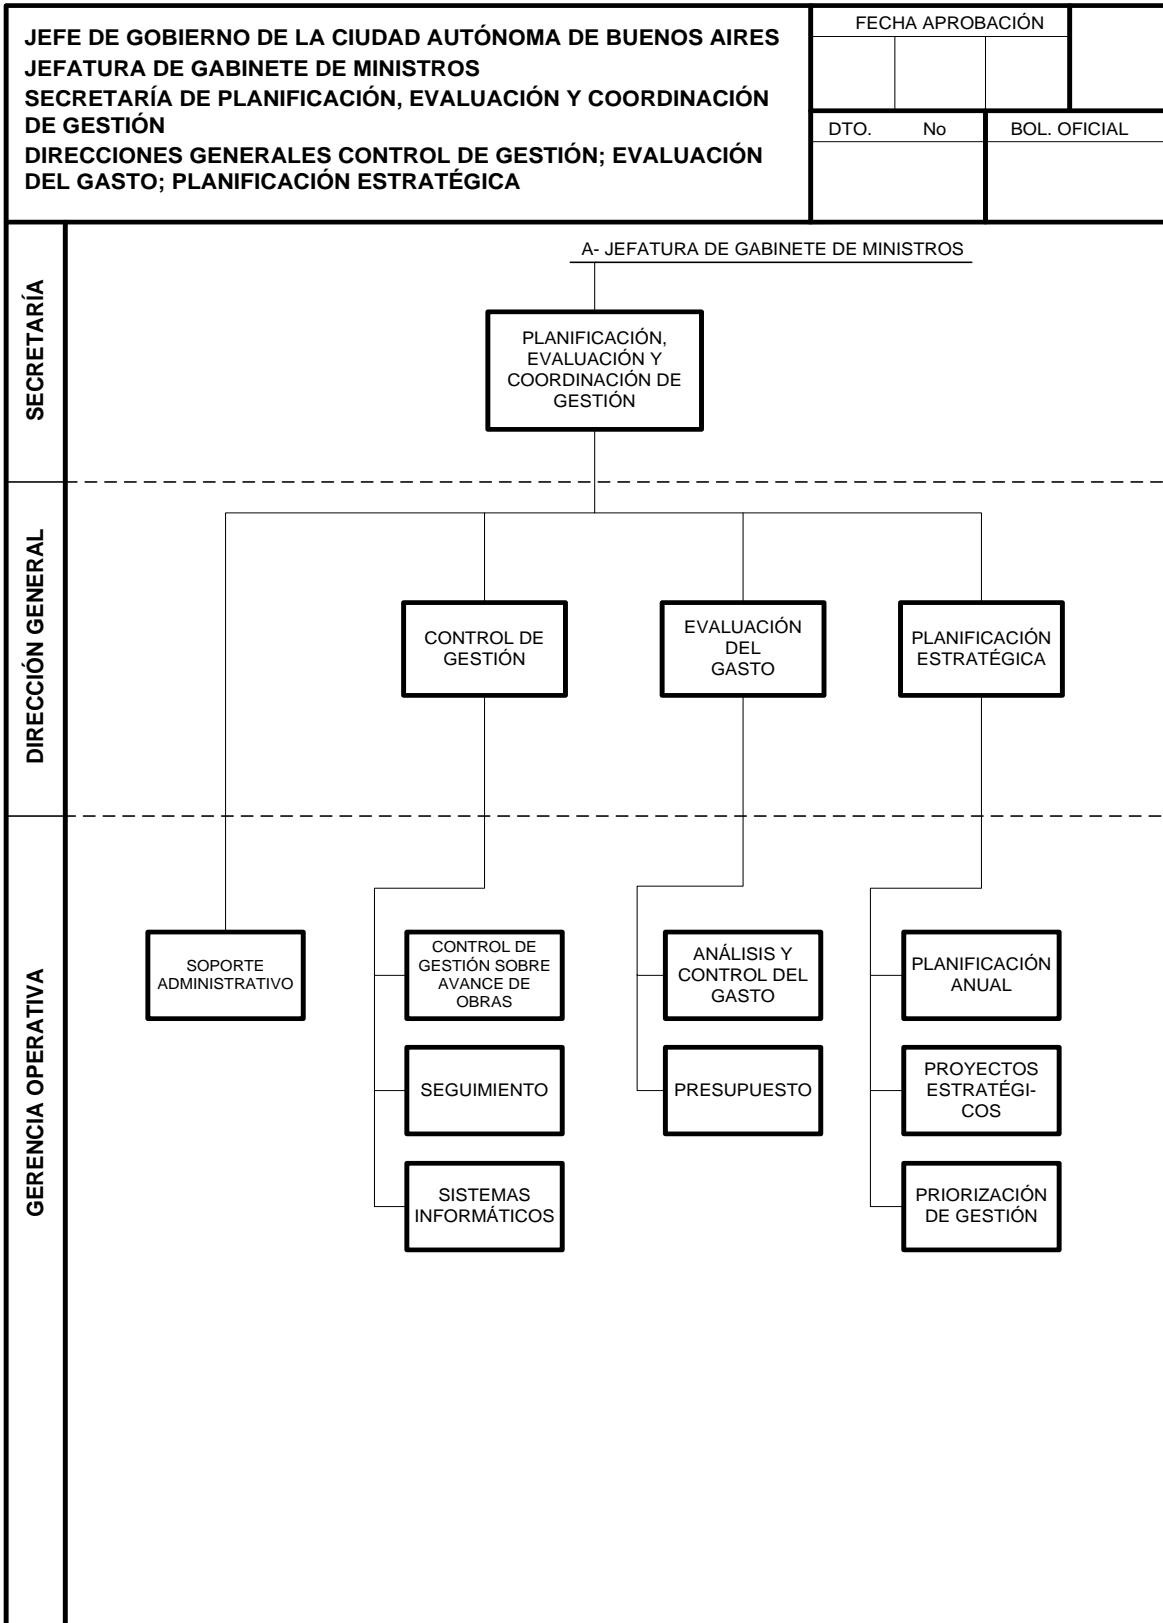 JEFE DE GOBIERNO DE LA CIUDAD AUTÓNOMA DE BUENOS AIRES
JEFATURA DE GABINETE DE MINISTROS
SECRETARÍA DE PLANIFICACIÓN, EVALUACIÓN Y COORDINACIÓN
DE GESTIÓN
DIRECCIONES GENERALES CONTROL DE GESTIÓN; EVALUACIÓN
DEL GASTO; PLANIFICACIÓN ESTRATÉGICA
FECHA APROBACIÓN
DTO. No
BOL. OFICIAL
SECRETARÍA
A- JEFATURA DE GABINETE DE MINISTROS
PLANIFICACIÓN,
EVALUACIÓN Y
COORDINACIÓN DE
GESTIÓN
DIRECCIÓN GENERAL
CONTROL DE
GESTIÓN
EVALUACIÓN
DEL
GASTO
PLANIFICACIÓN
ESTRATÉGICA
GERENCIA OPERATIVA
SOPORTE
ADMINISTRATIVO
CONTROL DE
GESTIÓN SOBRE
AVANCE DE
OBRAS
ANÁLISIS Y
CONTROL DEL
GASTO
PLANIFICACIÓN
ANUAL
SEGUIMIENTO
PRESUPUESTO
PROYECTOS
ESTRATÉGI-
COS
SISTEMAS
INFORMÁTICOS
PRIORIZACIÓN
DE GESTIÓN